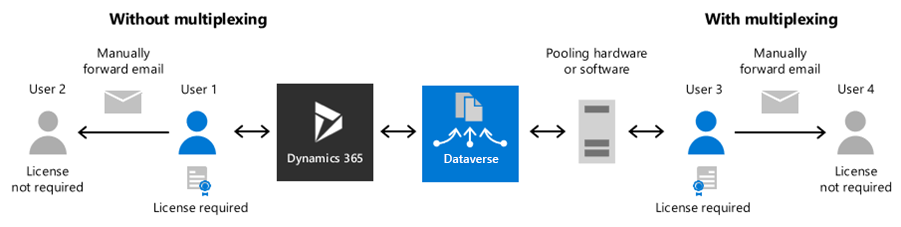 Without multiplexing
With multiplexing
Manually
forward email
Pooling hardware
or software
Manually
forward email
User 2
User 1
User 3
User 4
Dynamics 365
Dataverse
License
not required
License required
License required
License
not required